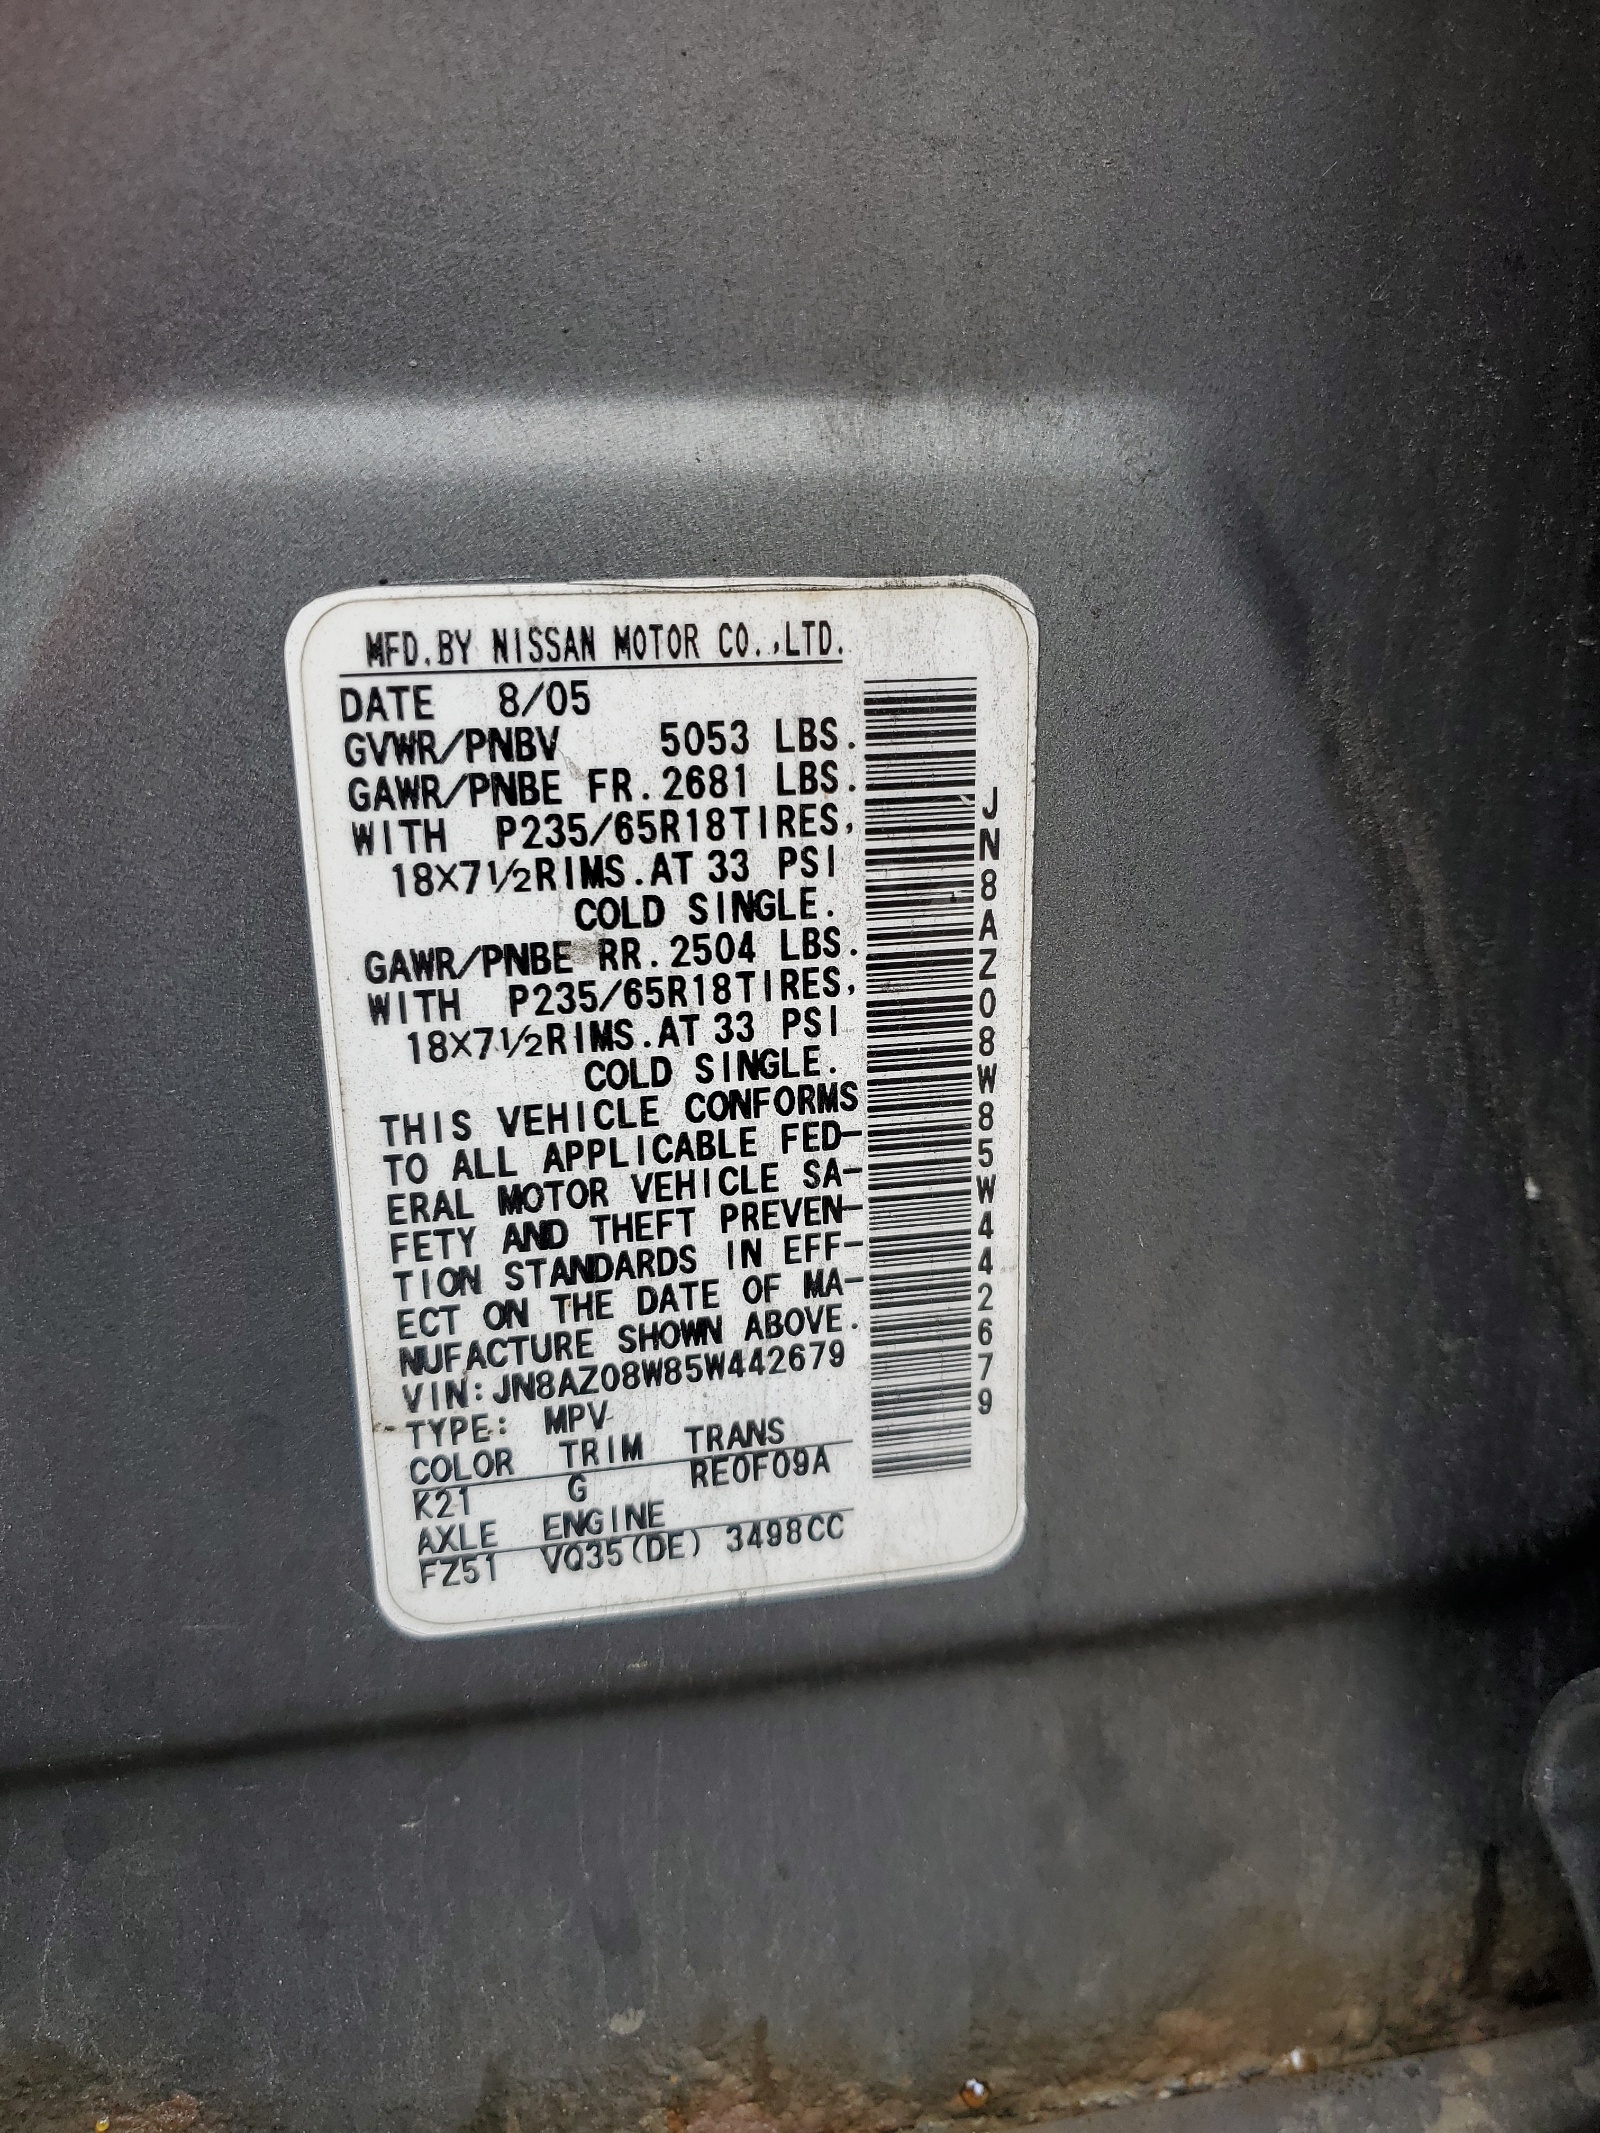 MFD.BY NISSAN MOTOR CO.,LTD.
DATE 8/05
GVWR/PNBV 5053 LBS.
GAWR/PNBE FR. 2681 LBS.
WITH P235/65R18TIRES,
18X7½RIMS.AT 33 PSI
COLD SINGLE.
GAWR/PNBE RR. 2504 LBS.
WITH P235/65R18TIRES,
18X7½RIMS.AT 33 PSI
COLD SINGLE.
THIS VEHICLE CONFORMS
TO ALL APPLICABLE FED-
ERAL MOTOR VEHICLE SA-
FETY AND THEFT PREVEN-
TION STANDARDS IN EFF-
ECT ON THE DATE OF MA-
NUFACTURE SHOWN ABOVE.
VIN:JN8AZ08W85W442679
TYPE: MPV
COLOR TRIM TRANS
K21 G RE0F09A
AXLE ENGINE
FZ51 VQ35(DE) 3498CC
JN8AZ08W85W442679